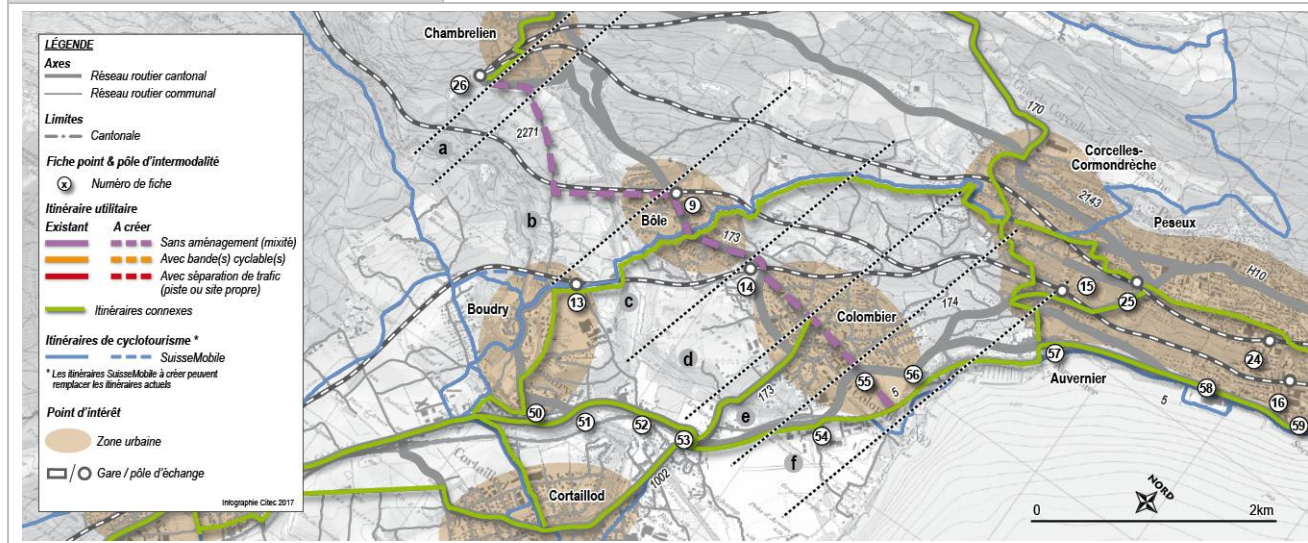 LÉGENDE
Axes
Réseau routier cantonal
Réseau routier communal
Limites
Cantonale
Fiche point & pôle d'intermodalité
x Numéro de fiche
Itinéraire utilitaire
Existant A créer
Sans aménagement (mixité)
Avec bande(s) cyclable(s)
Avec séparation de trafic
(piste ou site propre)
Itinéraires connexes
Itinéraires de cyclotourisme *
SuisseMobile
* Les itinéraires SuisseMobile à créer peuvent
remplacer les itinéraires actuels
Point d'intérêt
Zone urbaine
/ Gare / pôle d'échange
Infographie Citec 2017
Chambrelien
26
170
2271
a
Corcelles-
Cormondrèche
9
b
2143
Bôle
Peseux
173
14
H10
13
c
15
25
174
Boudry
Colombier
d
24
57
55
56
Auvernier
58
16
173
5
5
59
50
51
52
e
53
54
f
1002
Cortaillod
NORD
0 2km